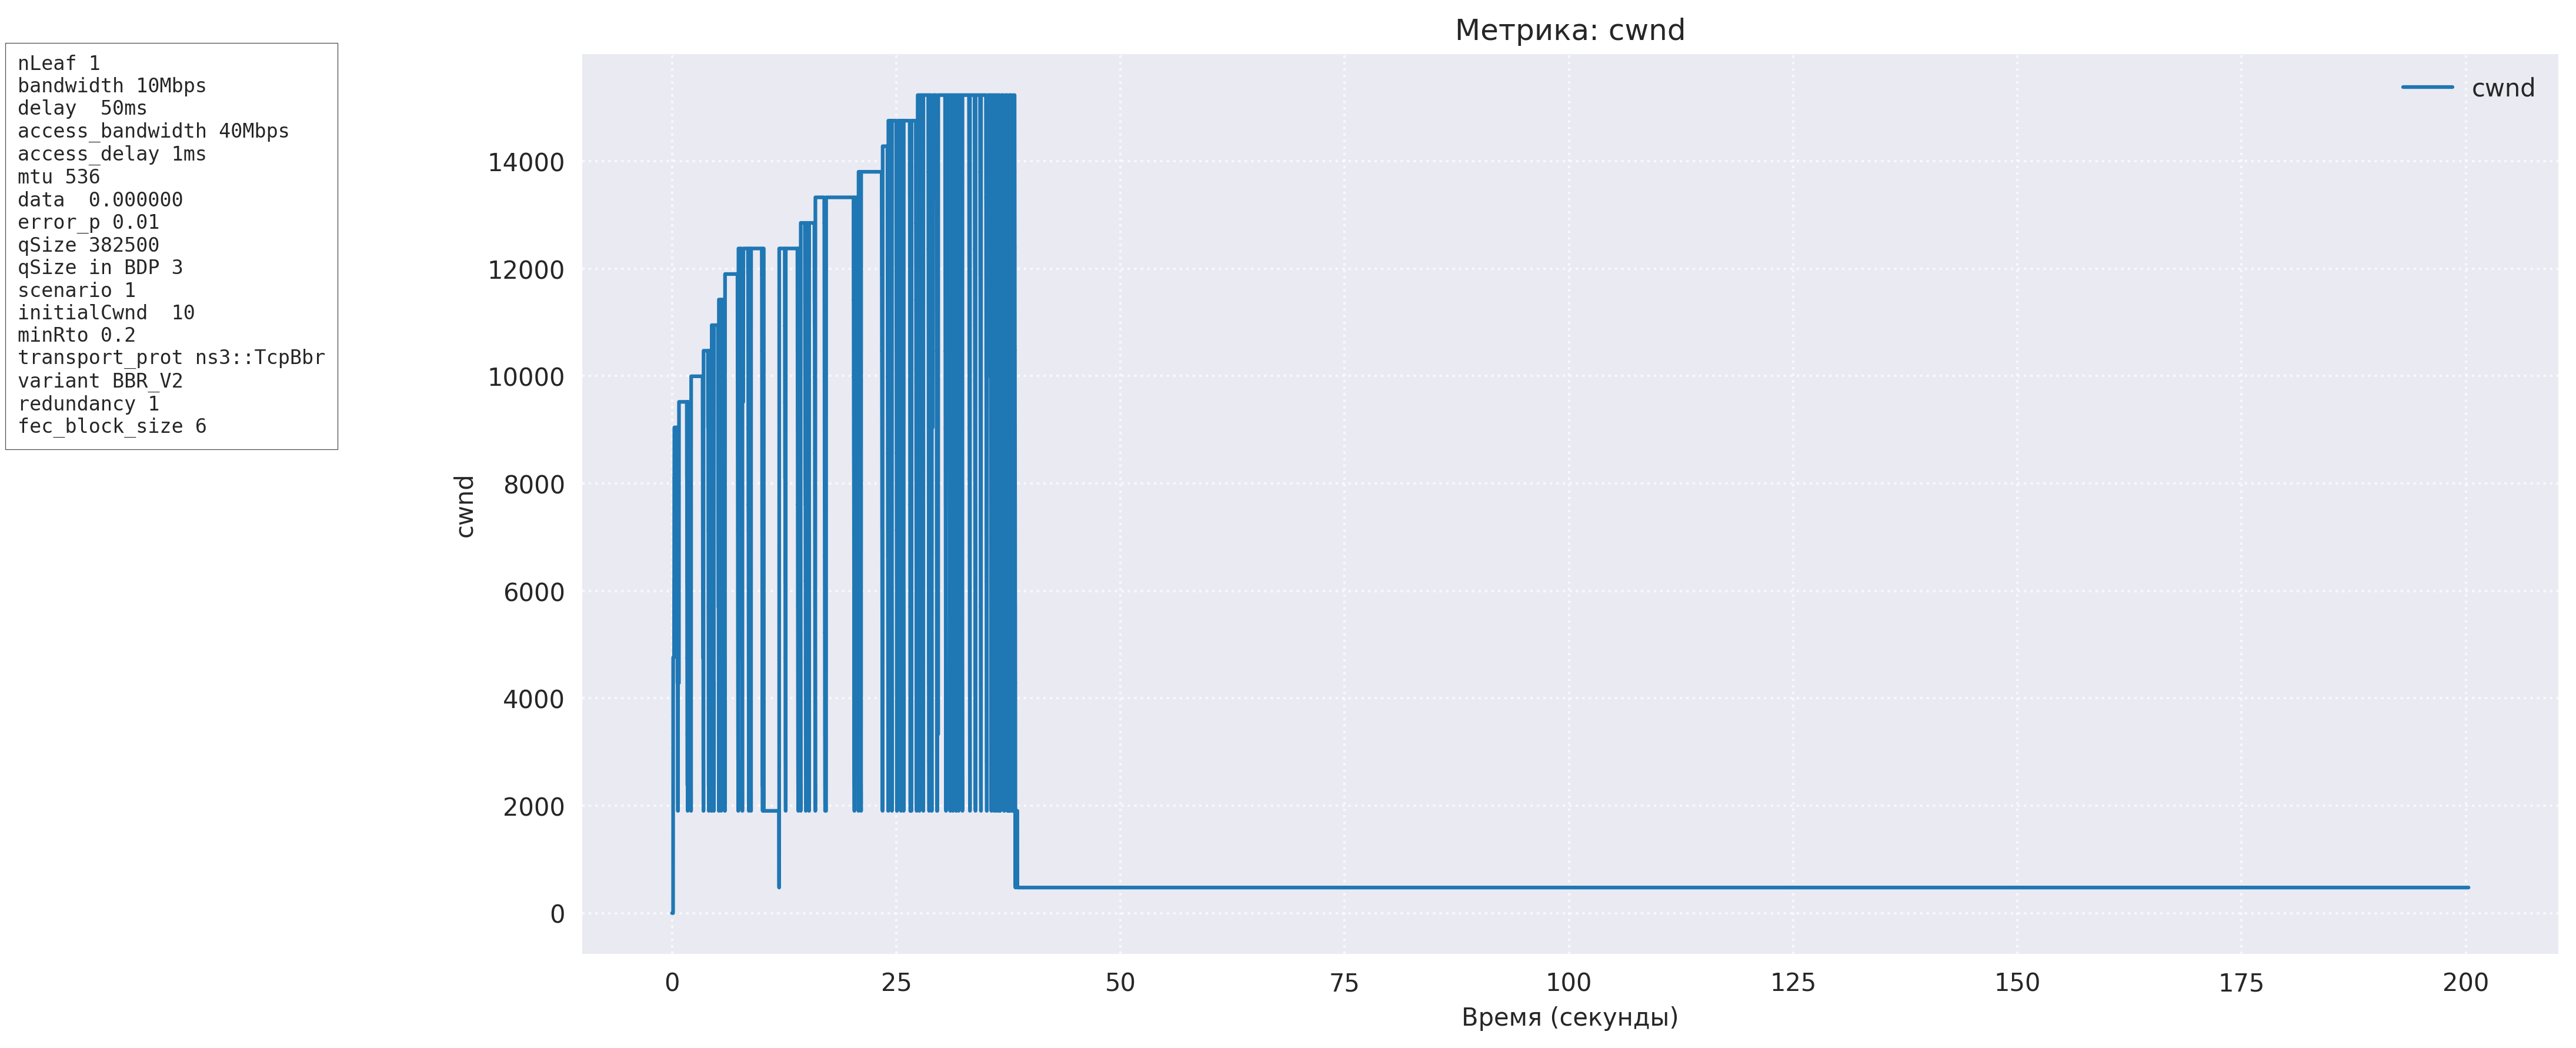 Метрика: cwnd
nLeaf 1
bandwidth 10Mbps
delay  50ms
access_bandwidth 40Mbps
access_delay 1ms
mtu 536
data  0.000000
error_p 0.01
qSize 382500
qSize in BDP 3
scenario 1
initialCwnd  10
minRto 0.2
transport_prot ns3::TcpBbr
variant BBR_V2
redundancy 1
fec_block_size 6
cwnd
cwnd
14000
12000
10000
8000
6000
4000
2000
0
0 25 50 75 100 125 150 175 200
Время (секунды)